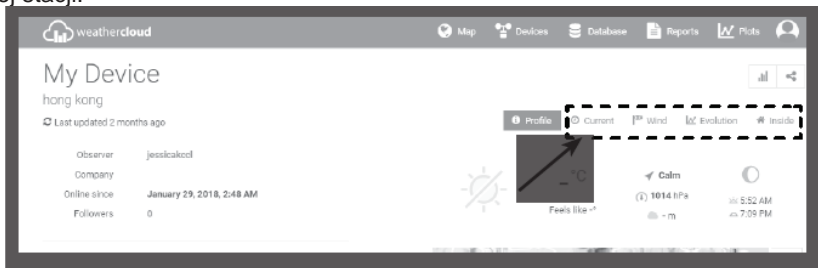 ej stacji.
weathercloud
Map Devices Database Reports Plots
My Device
hong kong
Last updated 2 months ago
Profile Current Wind Evolution Inside
Observer jessicakcol
Company
Online since January 29, 2018, 2:48 AM
Followers 0
- °C
Feels like -°
Calm
1014 hPa
- m
5:52 AM
7:09 PM